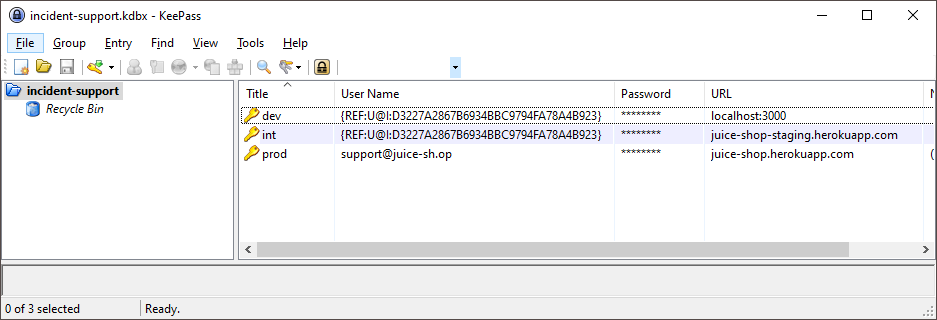 incident-support.kdbx - KeePass
File Group Entry Find View Tools Help
incident-support
Recycle Bin
Title User Name Password URL
dev {REF:U@I:D3227A2867B6934BBC9794FA78A4B923} ******** localhost:3000
int {REF:U@I:D3227A2867B6934BBC9794FA78A4B923} ******** juice-shop-staging.herokuapp.com
prod support@juice-sh.op ******** juice-shop.herokuapp.com (
0 of 3 selected Ready.